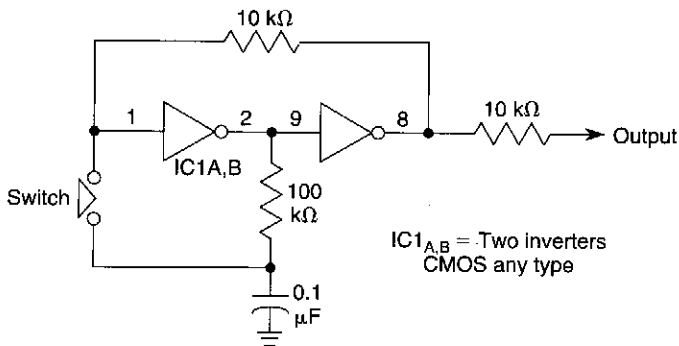 10 kΩ
1
2
9
8
10 kΩ
Output
IC1A,B
Switch
100
kΩ
IC1A,B = Two inverters
CMOS any type
0.1
μF